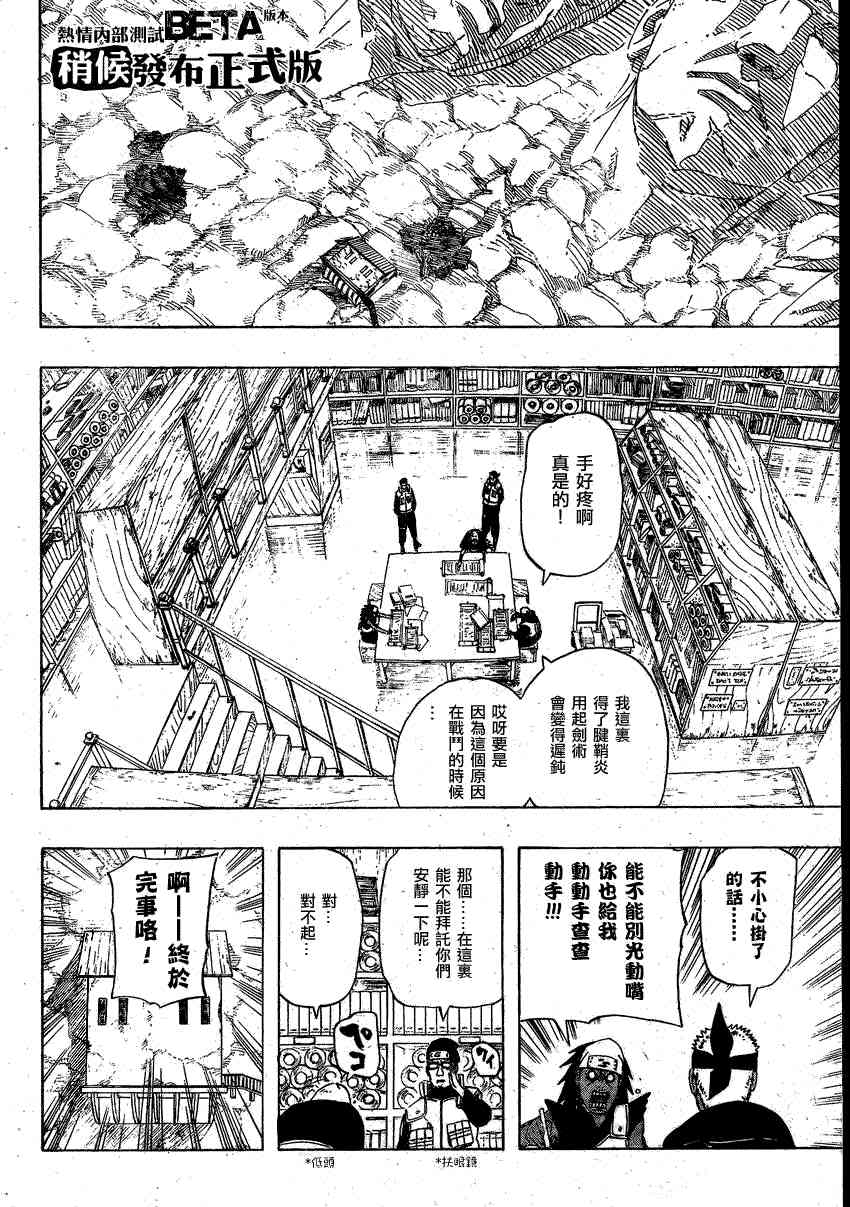 熱情內部測試BETA版本
稍候發布正式版
手好疼啊
真是的！
我這裏
得了腱鞘炎
用起劍術
會變得遲鈍
哎呀要是
因為這個原因
在戰鬥的時候
…
不小心掛了
的話……
能不能別光動嘴
你也給我
動動手查查
動手!!!
那個……在這裏
能不能拜託你們
安靜一下呢…
對…
對不起…
クイ
ペコ
*扶眼鏡
*低頭
啊——終於
完事咯！